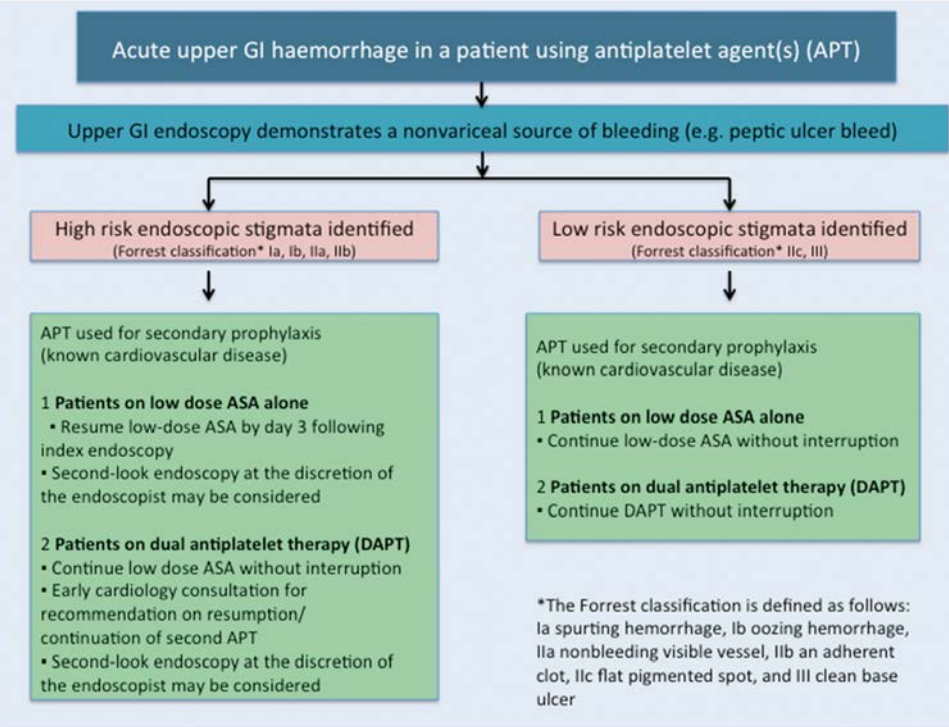 Acute upper GI haemorrhage in a patient using antiplatelet agent(s) (APT)
Upper GI endoscopy demonstrates a nonvariceal source of bleeding (e.g. peptic ulcer bleed)
High risk endoscopic stigmata identified
(Forrest classification* Ia, Ib, IIa, IIb)
APT used for secondary prophylaxis
(known cardiovascular disease)
1 Patients on low dose ASA alone
▪ Resume low-dose ASA by day 3 following
index endoscopy
▪ Second-look endoscopy at the discretion of
the endoscopist may be considered
2 Patients on dual antiplatelet therapy (DAPT)
▪ Continue low dose ASA without interruption
▪ Early cardiology consultation for
recommendation on resumption/
continuation of second APT
▪ Second-look endoscopy at the discretion of
the endoscopist may be considered
Low risk endoscopic stigmata identified
(Forrest classification* IIc, III)
APT used for secondary prophylaxis
(known cardiovascular disease)
1 Patients on low dose ASA alone
▪ Continue low-dose ASA without interruption
2 Patients on dual antiplatelet therapy (DAPT)
▪ Continue DAPT without interruption
*The Forrest classification is defined as follows:
Ia spurting hemorrhage, Ib oozing hemorrhage,
IIa nonbleeding visible vessel, IIb an adherent
clot, IIc flat pigmented spot, and III clean base
ulcer